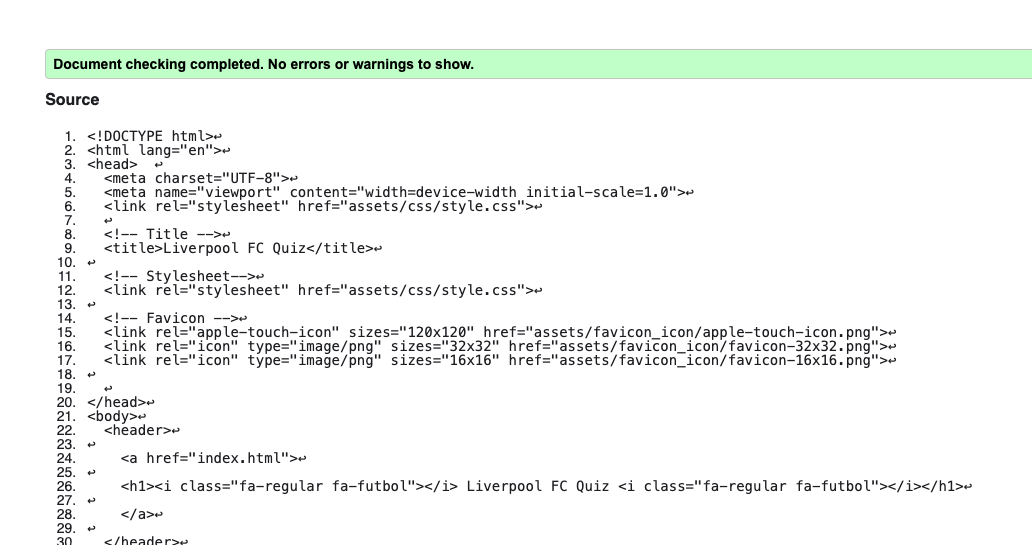 Document checking completed. No errors or warnings to show.
Source
1. <!DOCTYPE html>↩
2. <html lang="en">↩
3. <head>  ↩
4.   <meta charset="UTF-8">↩
5.   <meta name="viewport" content="width=device-width initial-scale=1.0">↩
6.   <link rel="stylesheet" href="assets/css/style.css">↩
7.   ↩
8.   <!-- Title -->↩
9.   <title>Liverpool FC Quiz</title>↩
10. ↩
11.   <!-- Stylesheet-->↩
12.   <link rel="stylesheet" href="assets/css/style.css">↩
13. ↩
14.   <!-- Favicon -->↩
15.   <link rel="apple-touch-icon" sizes="120x120" href="assets/favicon_icon/apple-touch-icon.png">↩
16.   <link rel="icon" type="image/png" sizes="32x32" href="assets/favicon_icon/favicon-32x32.png">↩
17.   <link rel="icon" type="image/png" sizes="16x16" href="assets/favicon_icon/favicon-16x16.png">↩
18. ↩
19.   ↩
20. </head>↩
21. <body>↩
22.   <header>↩
23. ↩
24.     <a href="index.html">↩
25. ↩
26.     <h1><i class="fa-regular fa-futbol"></i> Liverpool FC Quiz <i class="fa-regular fa-futbol"></i></h1>↩
27. ↩
28.     </a>↩
29. ↩
30.   </header>↩